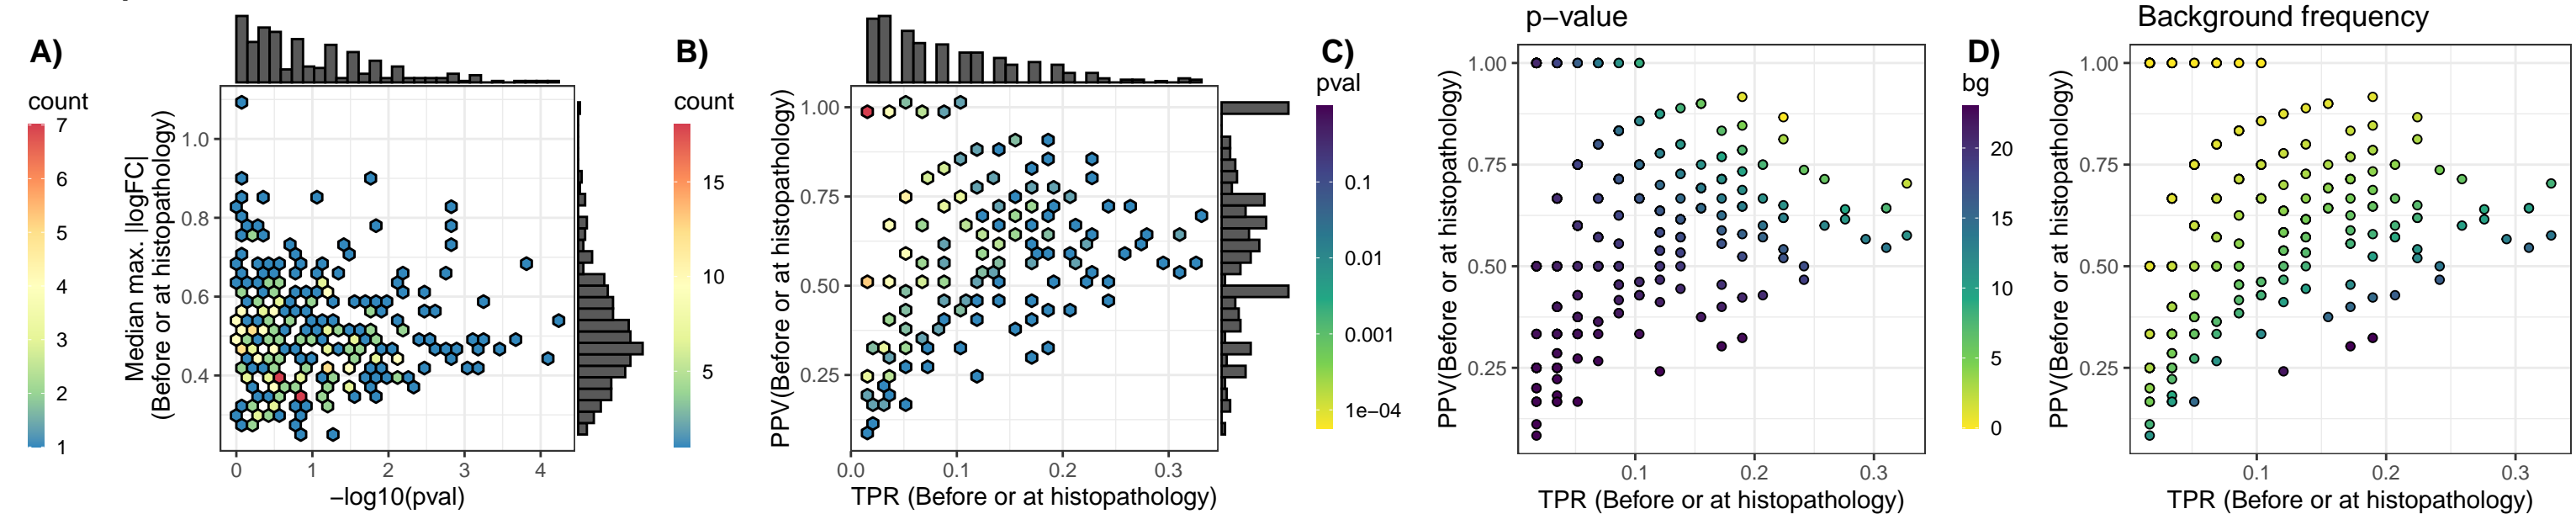 A)
count
7
6
5
4
3
2
1
Median max. |logFC|
(Before or at histopathology)
1.0
0.8
0.6
0.4
0 1 2 3 4
−log10(pval)
B)
count
15
10
5
PPV(Before or at histopathology)
1.00
0.75
0.50
0.25
0.0 0.1 0.2 0.3
TPR (Before or at histopathology)
C)
p−value
pval
0.1
0.01
0.001
1e−04
PPV(Before or at histopathology)
1.00
0.75
0.50
0.25
0.1 0.2 0.3
TPR (Before or at histopathology)
D)
Background frequency
bg
20
15
10
5
0
PPV(Before or at histopathology)
1.00
0.75
0.50
0.25
0.1 0.2 0.3
TPR (Before or at histopathology)